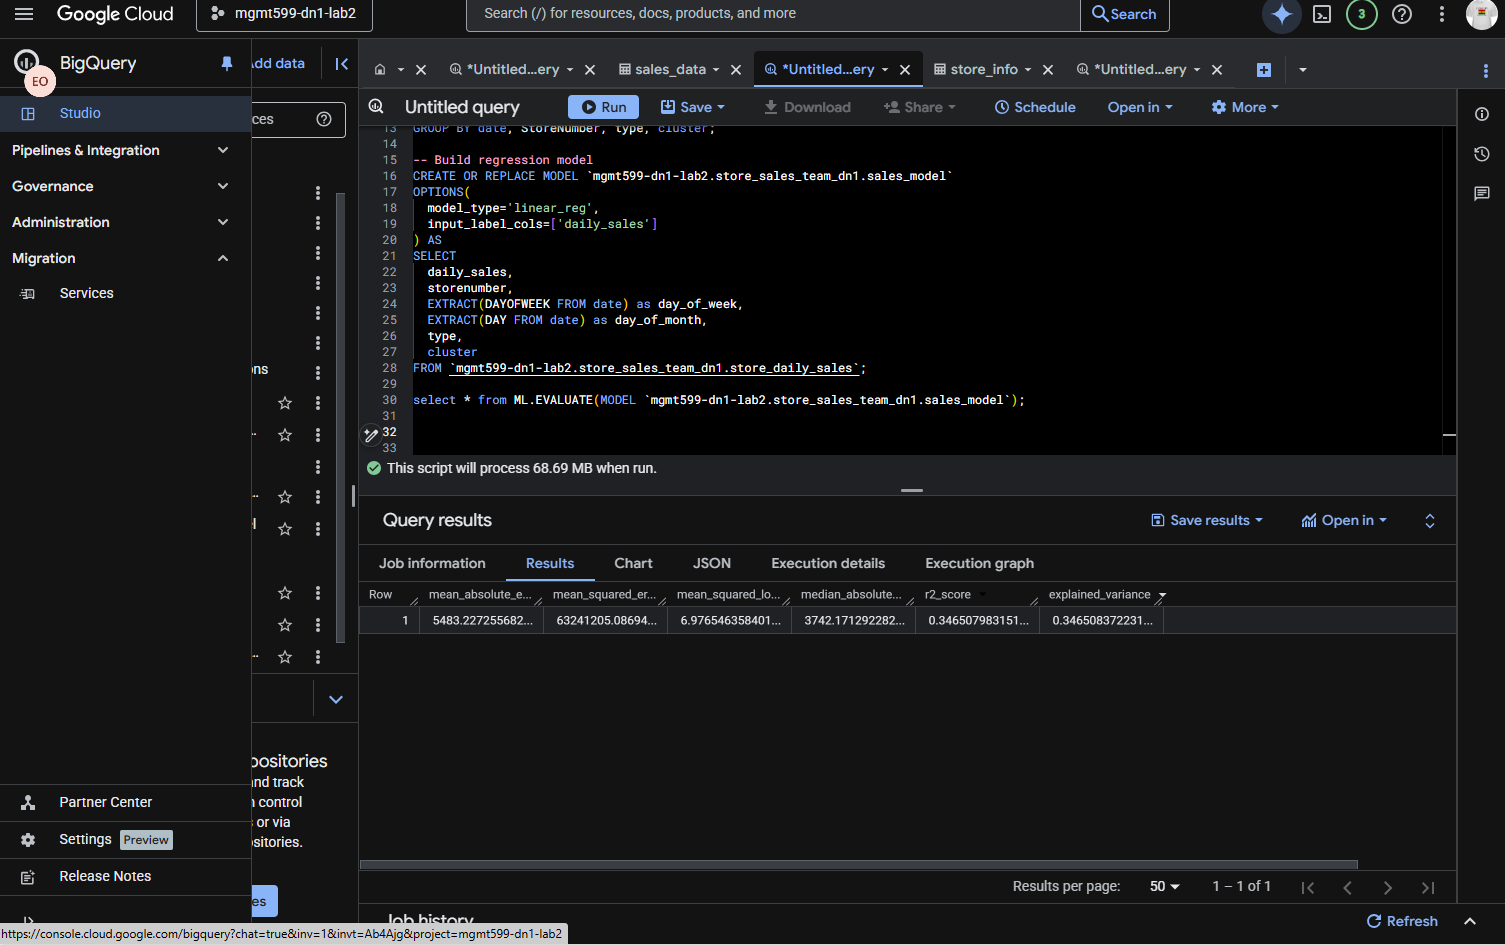 Google Cloud
mgmt599-dn1-lab2
Search (/) for resources, docs, products, and more
Search
3
BigQuery
EO
Add data
*Untitled...ery
sales_data
*Untitled...ery
store_info
*Untitled...ery
Studio
ces
Untitled query
Run
Save
Download
Share
Schedule
Open in
More
Pipelines & Integration
Governance
Administration
Migration
Services
ons
13 GROUP BY date, StoreNumber, type, cluster;
14
15 -- Build regression model
16 CREATE OR REPLACE MODEL `mgmt599-dn1-lab2.store_sales_team_dn1.sales_model`
17 OPTIONS(
18 model_type='linear_reg',
19 input_label_cols=['daily_sales']
20 ) AS
21 SELECT
22 daily_sales,
23 storenumber,
24 EXTRACT(DAYOFWEEK FROM date) as day_of_week,
25 EXTRACT(DAY FROM date) as day_of_month,
26 type,
27 cluster
28 FROM `mgmt599-dn1-lab2.store_sales_team_dn1.store_daily_sales`;
29
30 select * from ML.EVALUATE(MODEL `mgmt599-dn1-lab2.store_sales_team_dn1.sales_model`);
31
32
33
This script will process 68.69 MB when run.
Query results
Save results
Open in
Job information
Results
Chart
JSON
Execution details
Execution graph
Row mean_absolute_e... mean_squared_er... mean_squared_lo... median_absolute... r2_score explained_variance
1 5483.227255682... 63241205.08694... 6.976546358401... 3742.171292282... 0.346507983151... 0.346508372231...
positories
and track
control
or via
sitories.
es
Partner Center
Settings Preview
Release Notes
Results per page: 50 1 – 1 of 1
Job history
Refresh
https://console.cloud.google.com/bigquery?chat=true&inv=1&invt=Ab4Ajg&project=mgmt599-dn1-lab2